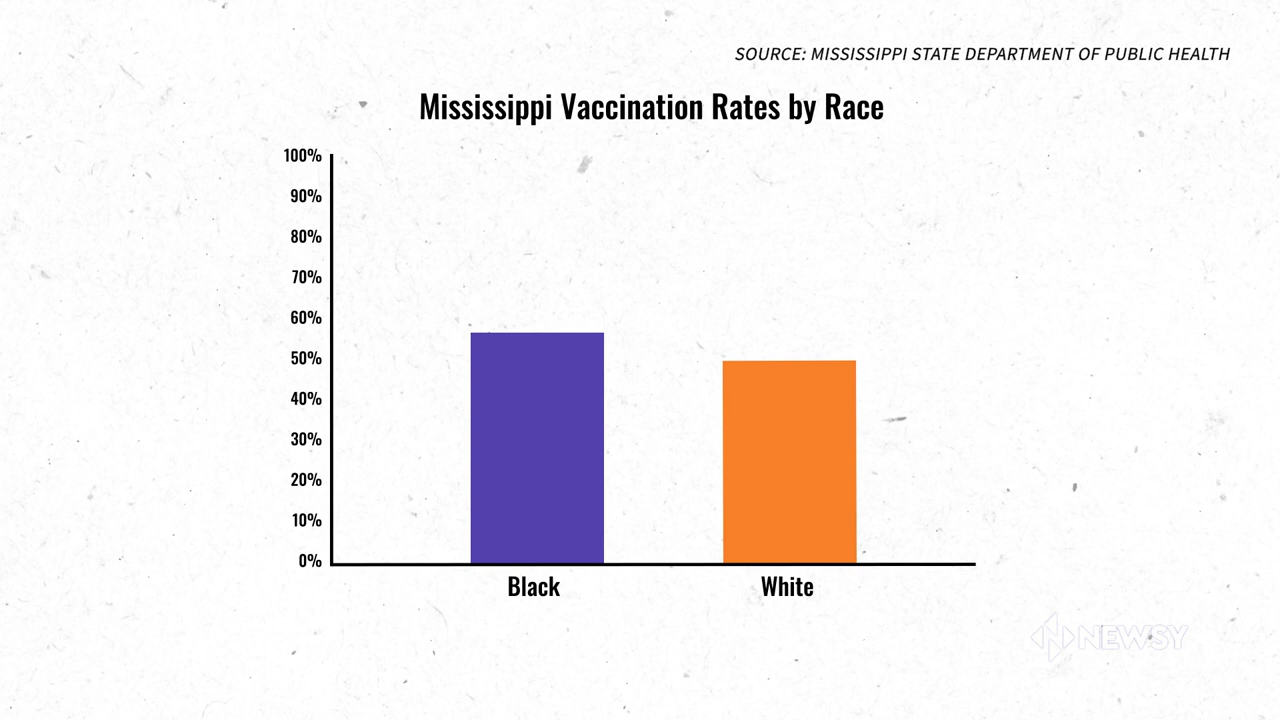 SOURCE: MISSISSIPPI STATE DEPARTMENT OF PUBLIC HEALTH
Mississippi Vaccination Rates by Race
100%
90%
80%
70%
60%
50%
40%
30%
20%
10%
0%
Black White
NEWSY